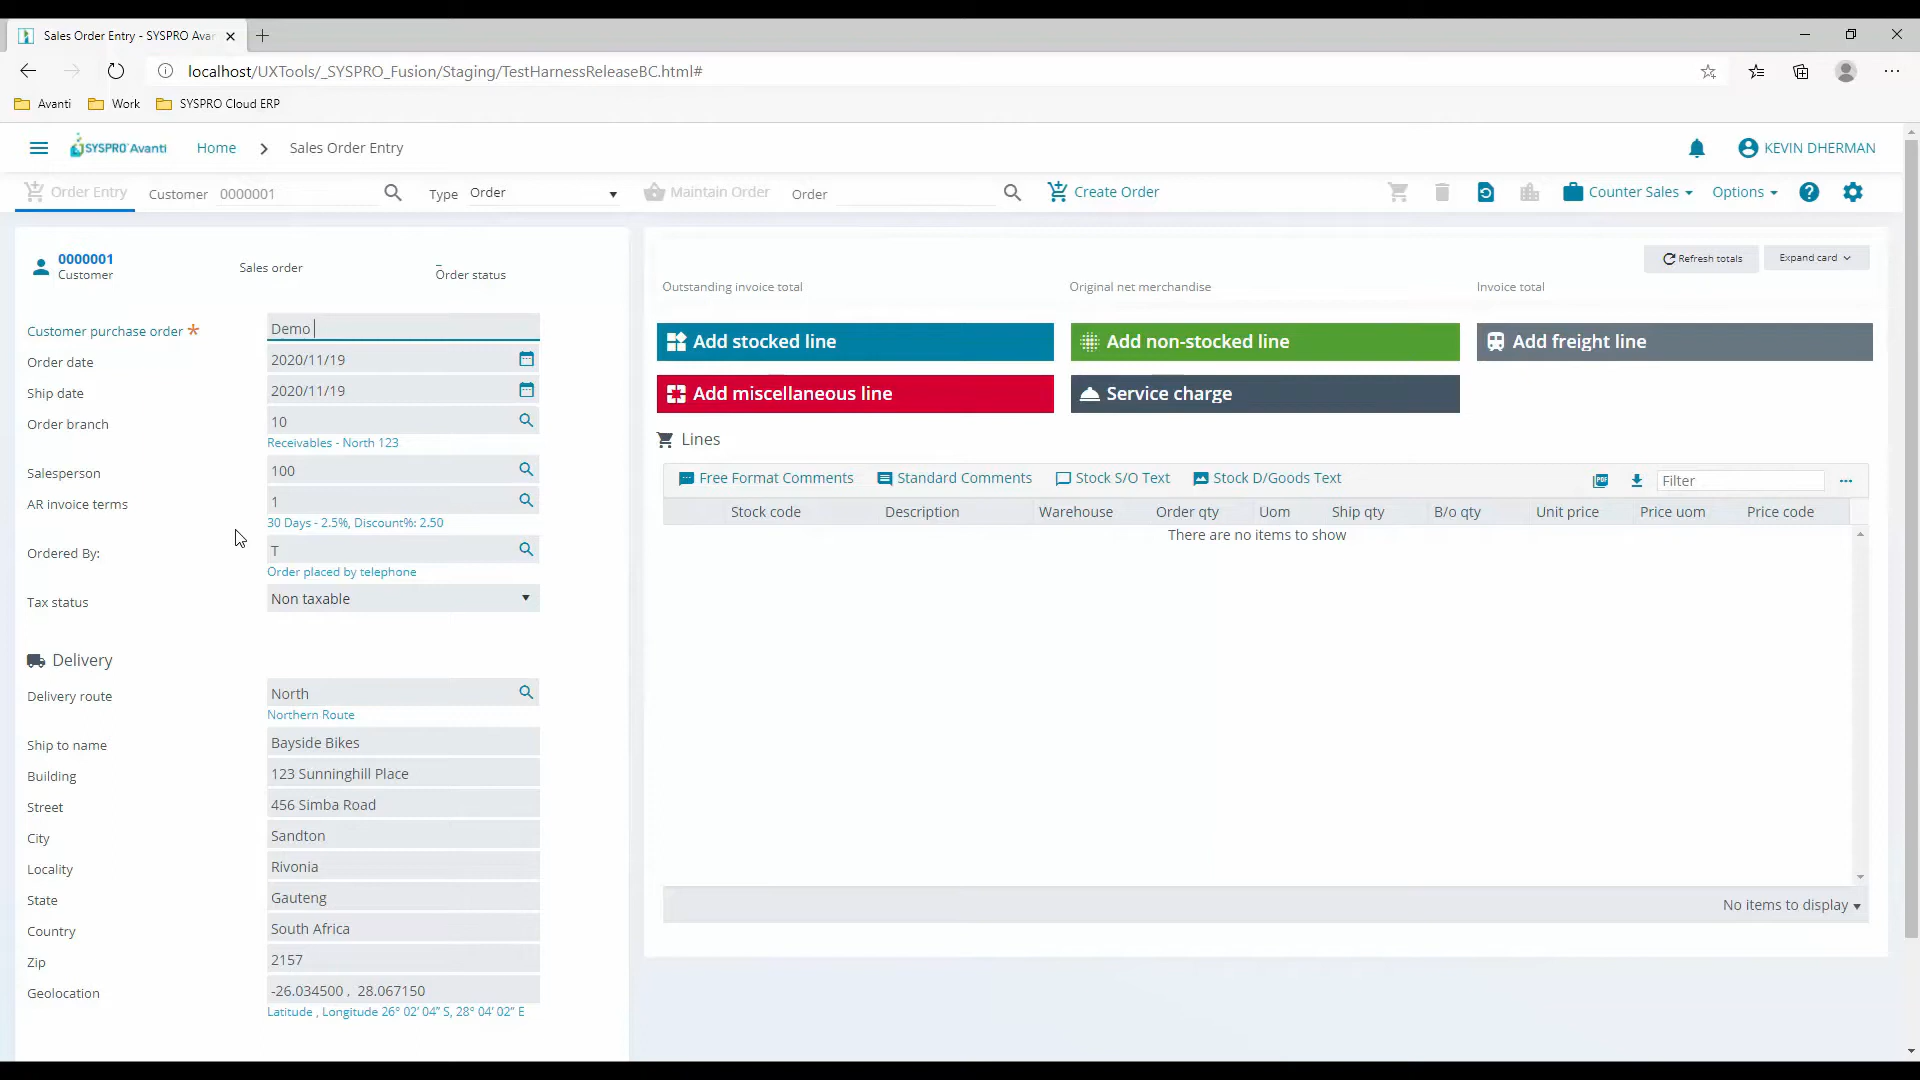 Sales Order Entry - SYSPRO Avar
localhost/UXTools/_SYSPRO_Fusion/Staging/TestHarnessReleaseBC.html#
Avanti Work SYSPRO Cloud ERP
SYSPRO Avanti Home Sales Order Entry KEVIN DHERMAN
Order Entry Customer 0000001 Type Order Maintain Order Order Create Order Counter Sales Options
0000001
Customer Sales order Order status
Customer purchase order * Demo
Order date 2020/11/19
Ship date 2020/11/19
Order branch 10
Receivables - North 123
Salesperson 100
AR invoice terms 1
30 Days - 2.5%, Discount%: 2.50
Ordered By: T
Order placed by telephone
Tax status Non taxable
Delivery
Delivery route North
Northern Route
Ship to name Bayside Bikes
Building 123 Sunninghill Place
Street 456 Simba Road
City Sandton
Locality Rivonia
State Gauteng
Country South Africa
Zip 2157
Geolocation -26.034500 , 28.067150
Latitude , Longitude 26° 02' 04" S, 28° 04' 02" E
Refresh totals Expand card
Outstanding invoice total Original net merchandise Invoice total
Add stocked line Add non-stocked line Add freight line
Add miscellaneous line Service charge
Lines
Free Format Comments Standard Comments Stock S/O Text Stock D/Goods Text PDF Filter
Stock code Description Warehouse Order qty Uom Ship qty B/o qty Unit price Price uom Price code
There are no items to show
No items to display